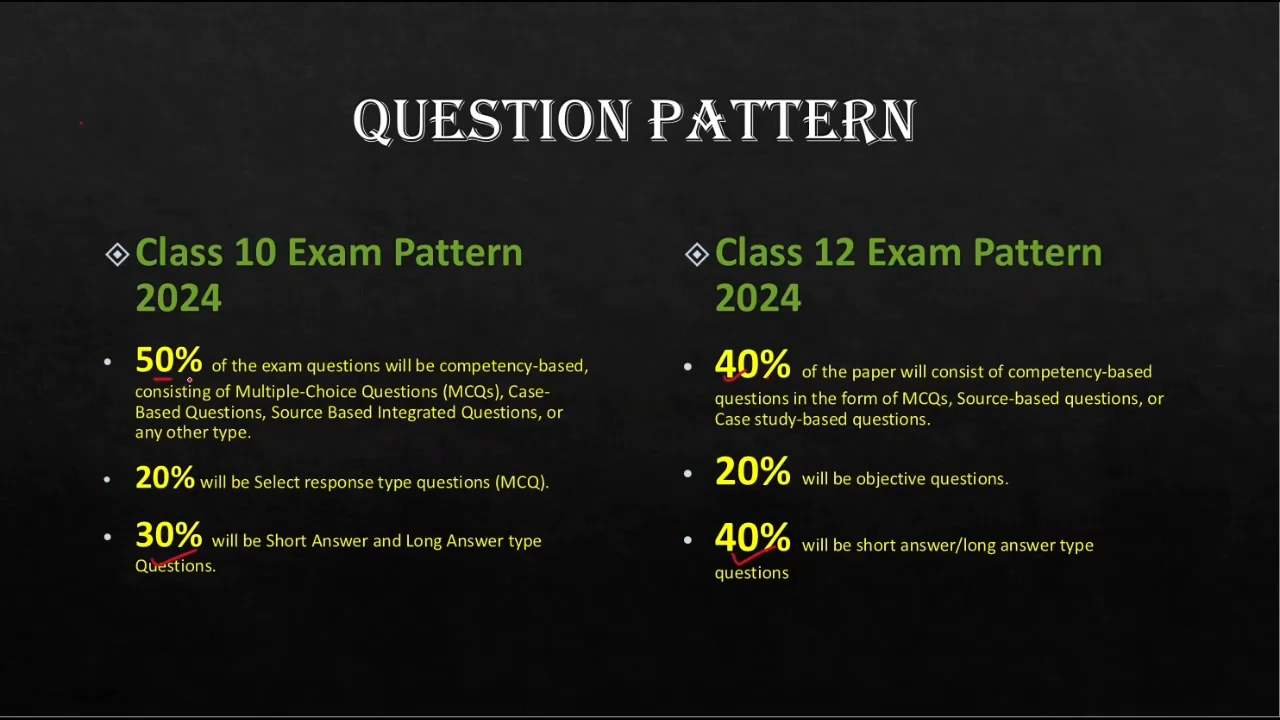 QUESTION PATTERN
Class 10 Exam Pattern
2024
50% of the exam questions will be competency-based,
consisting of Multiple-Choice Questions (MCQs), Case-
Based Questions, Source Based Integrated Questions, or
any other type.
20% will be Select response type questions (MCQ).
30% will be Short Answer and Long Answer type
Questions.
Class 12 Exam Pattern
2024
40% of the paper will consist of competency-based
questions in the form of MCQs, Source-based questions, or
Case study-based questions.
20% will be objective questions.
40% will be short answer/long answer type
questions